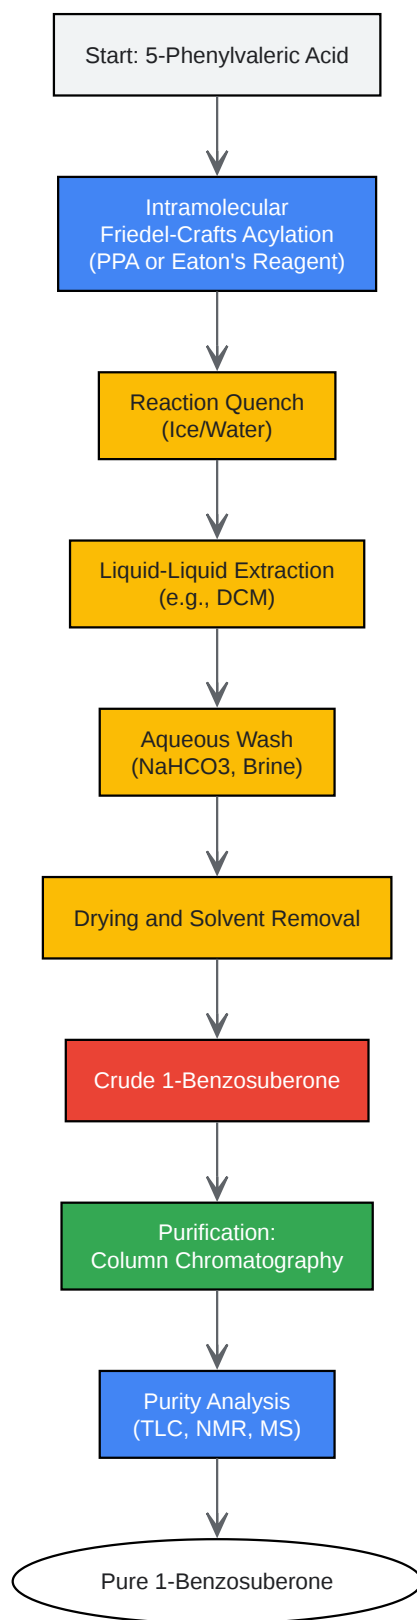 Start: 5-Phenylvaleric Acid
Intramolecular
Friedel-Crafts Acylation
(PPA or Eaton's Reagent)
Reaction Quench
(Ice/Water)
Liquid-Liquid Extraction
(e.g., DCM)
Aqueous Wash
(NaHCO3, Brine)
Drying and Solvent Removal
Crude 1-Benzosuberone
Purification:
Column Chromatography
Purity Analysis
(TLC, NMR, MS)
Pure 1-Benzosuberone